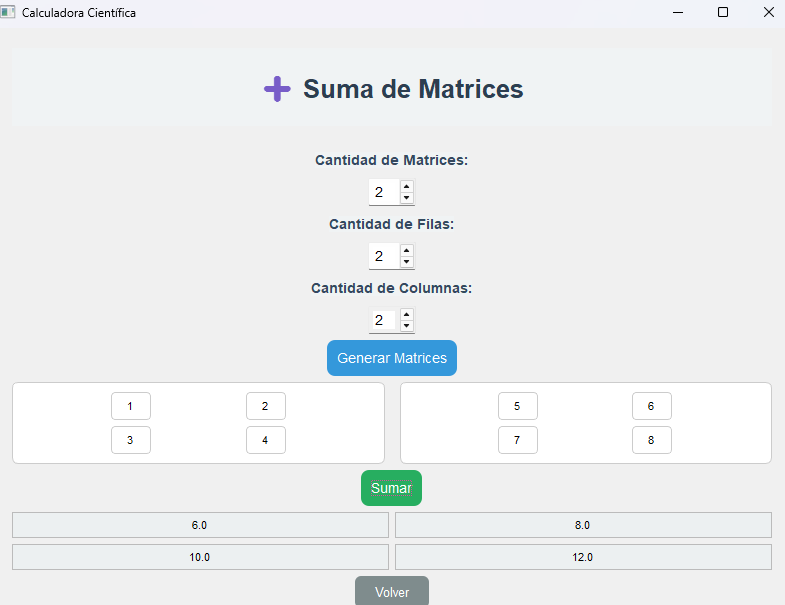 Calculadora Científica
Suma de Matrices
Cantidad de Matrices:
2
Cantidad de Filas:
2
Cantidad de Columnas:
2
Generar Matrices
1 2 5 6
3 4 7 8
Sumar
6.0 8.0
10.0 12.0
Volver